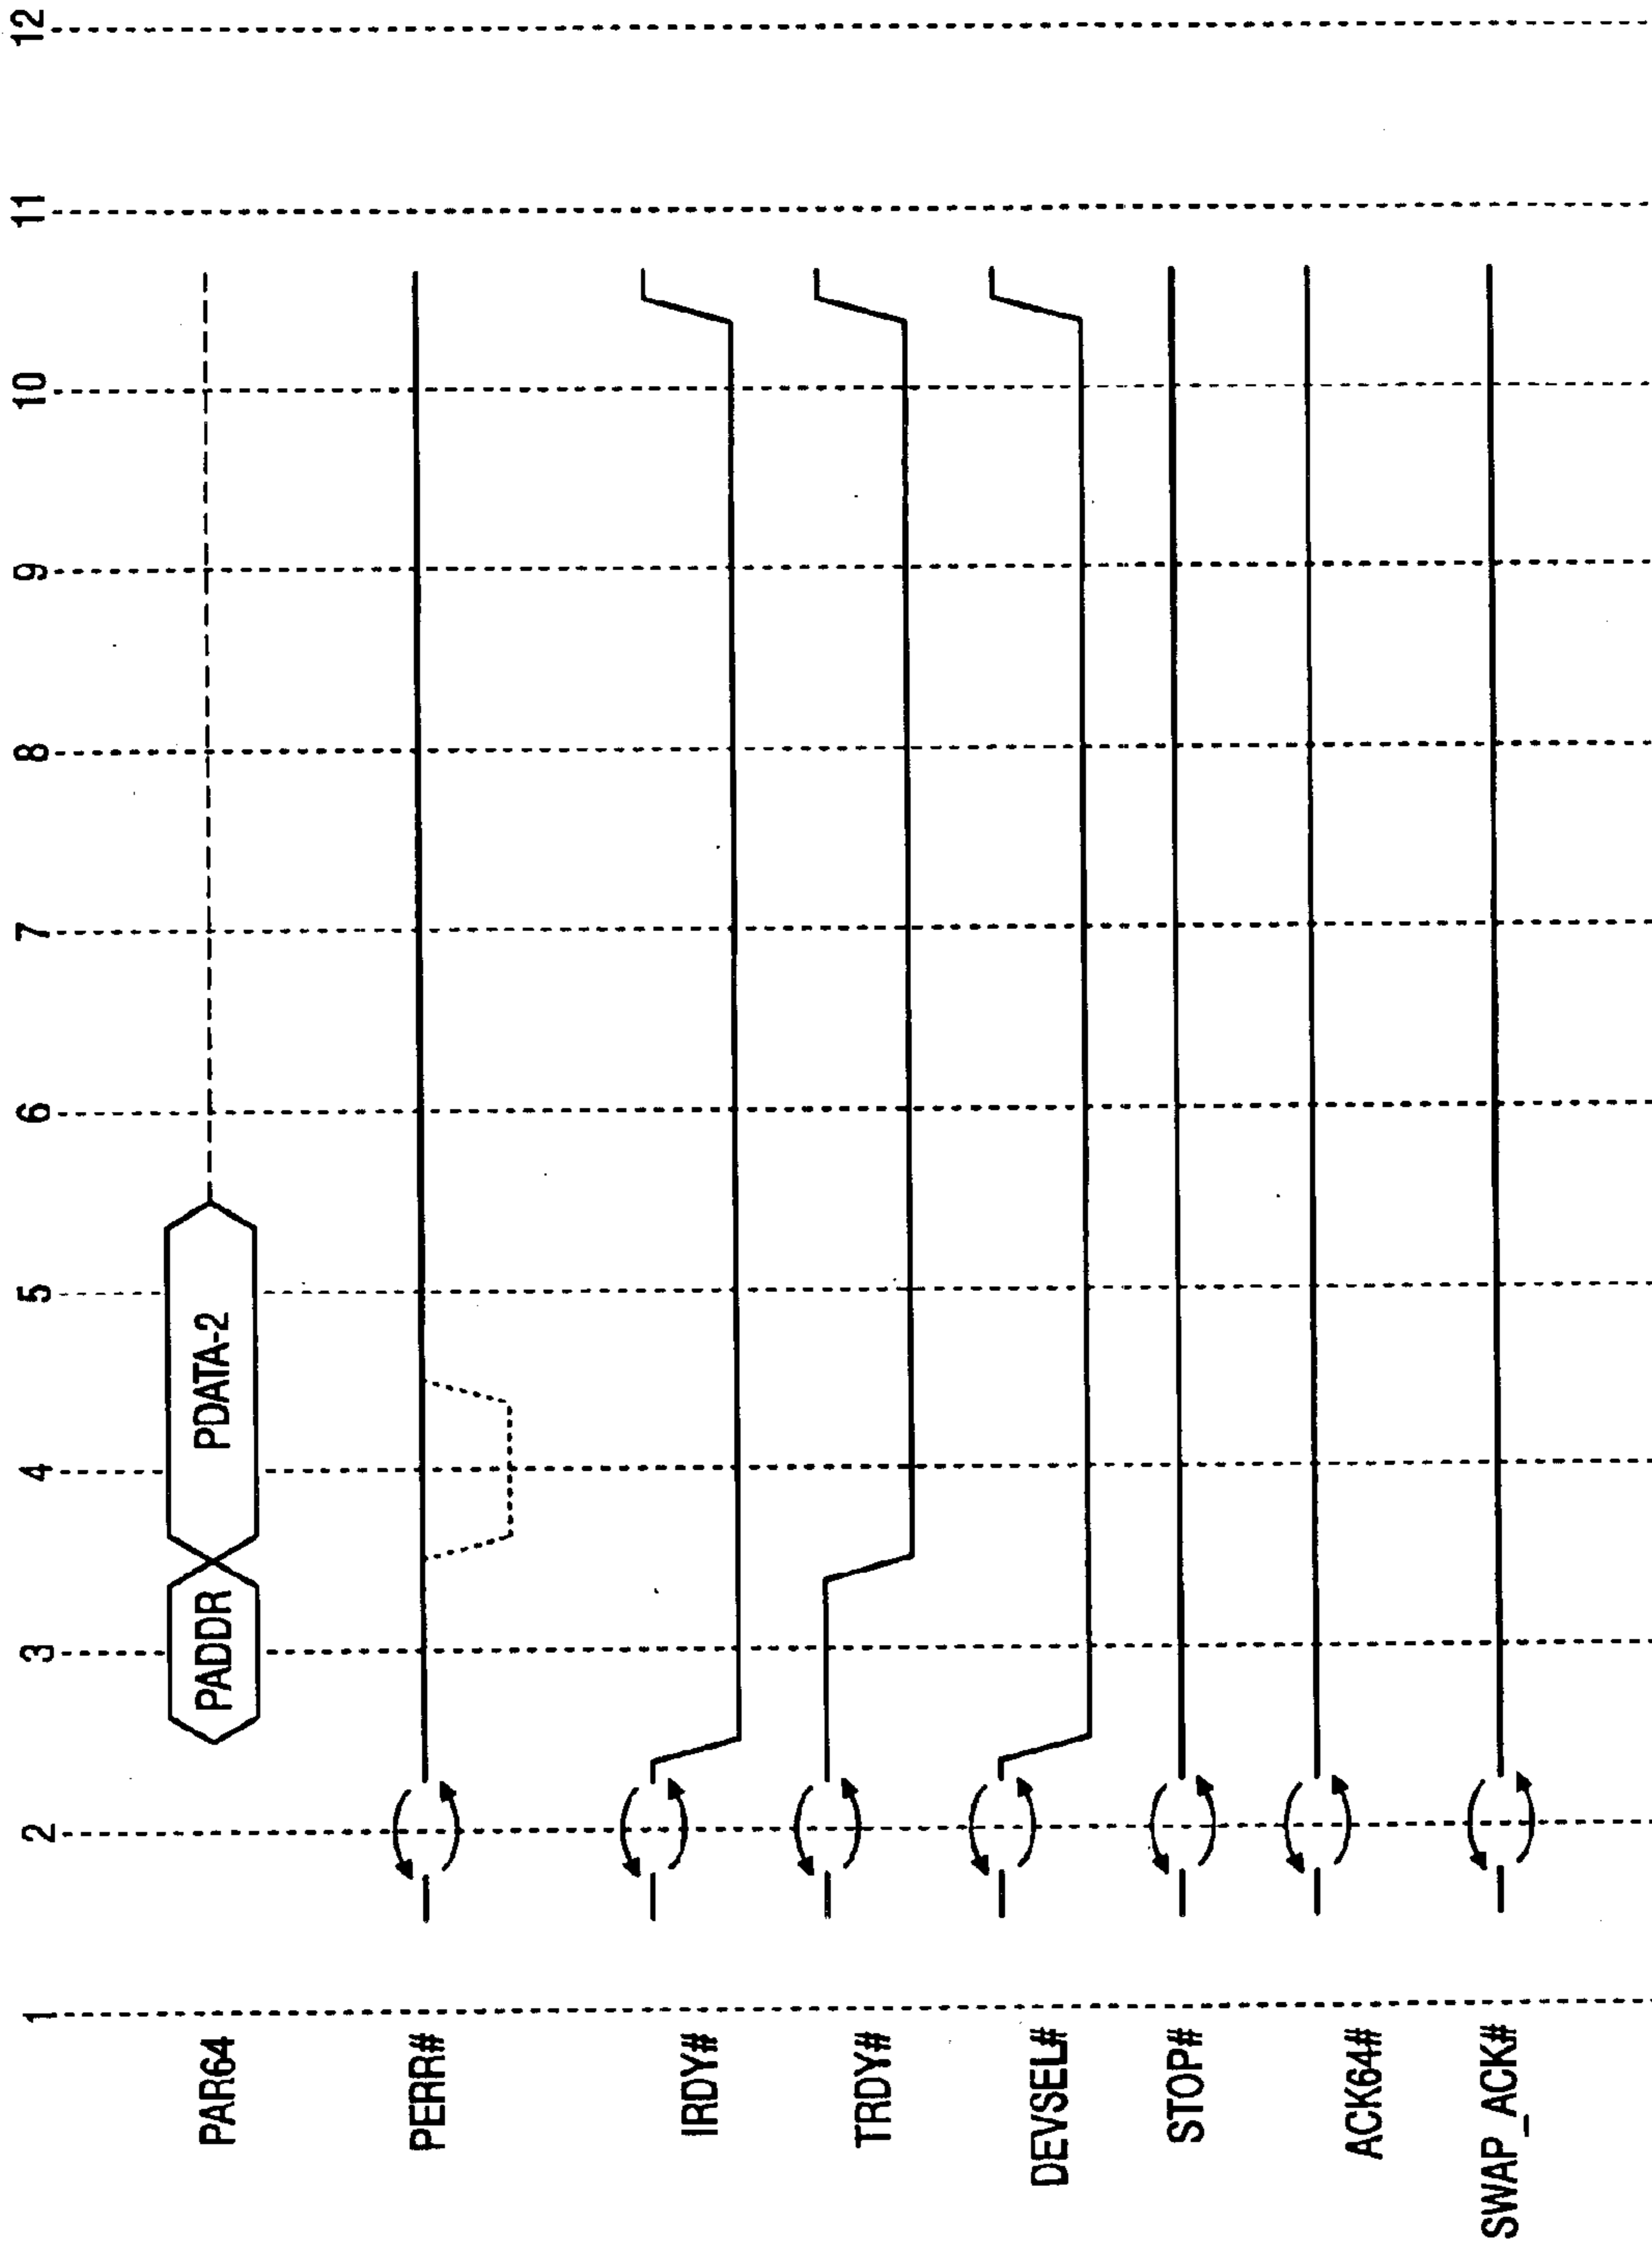 1 2 3 4 5 6 7 8 9 10 11 12
PAR64 PADDR PDATA-2
PERR#
IRDY#
TRDY#
DEVSEL#
STOP#
ACK64#
SWAP_ACK#